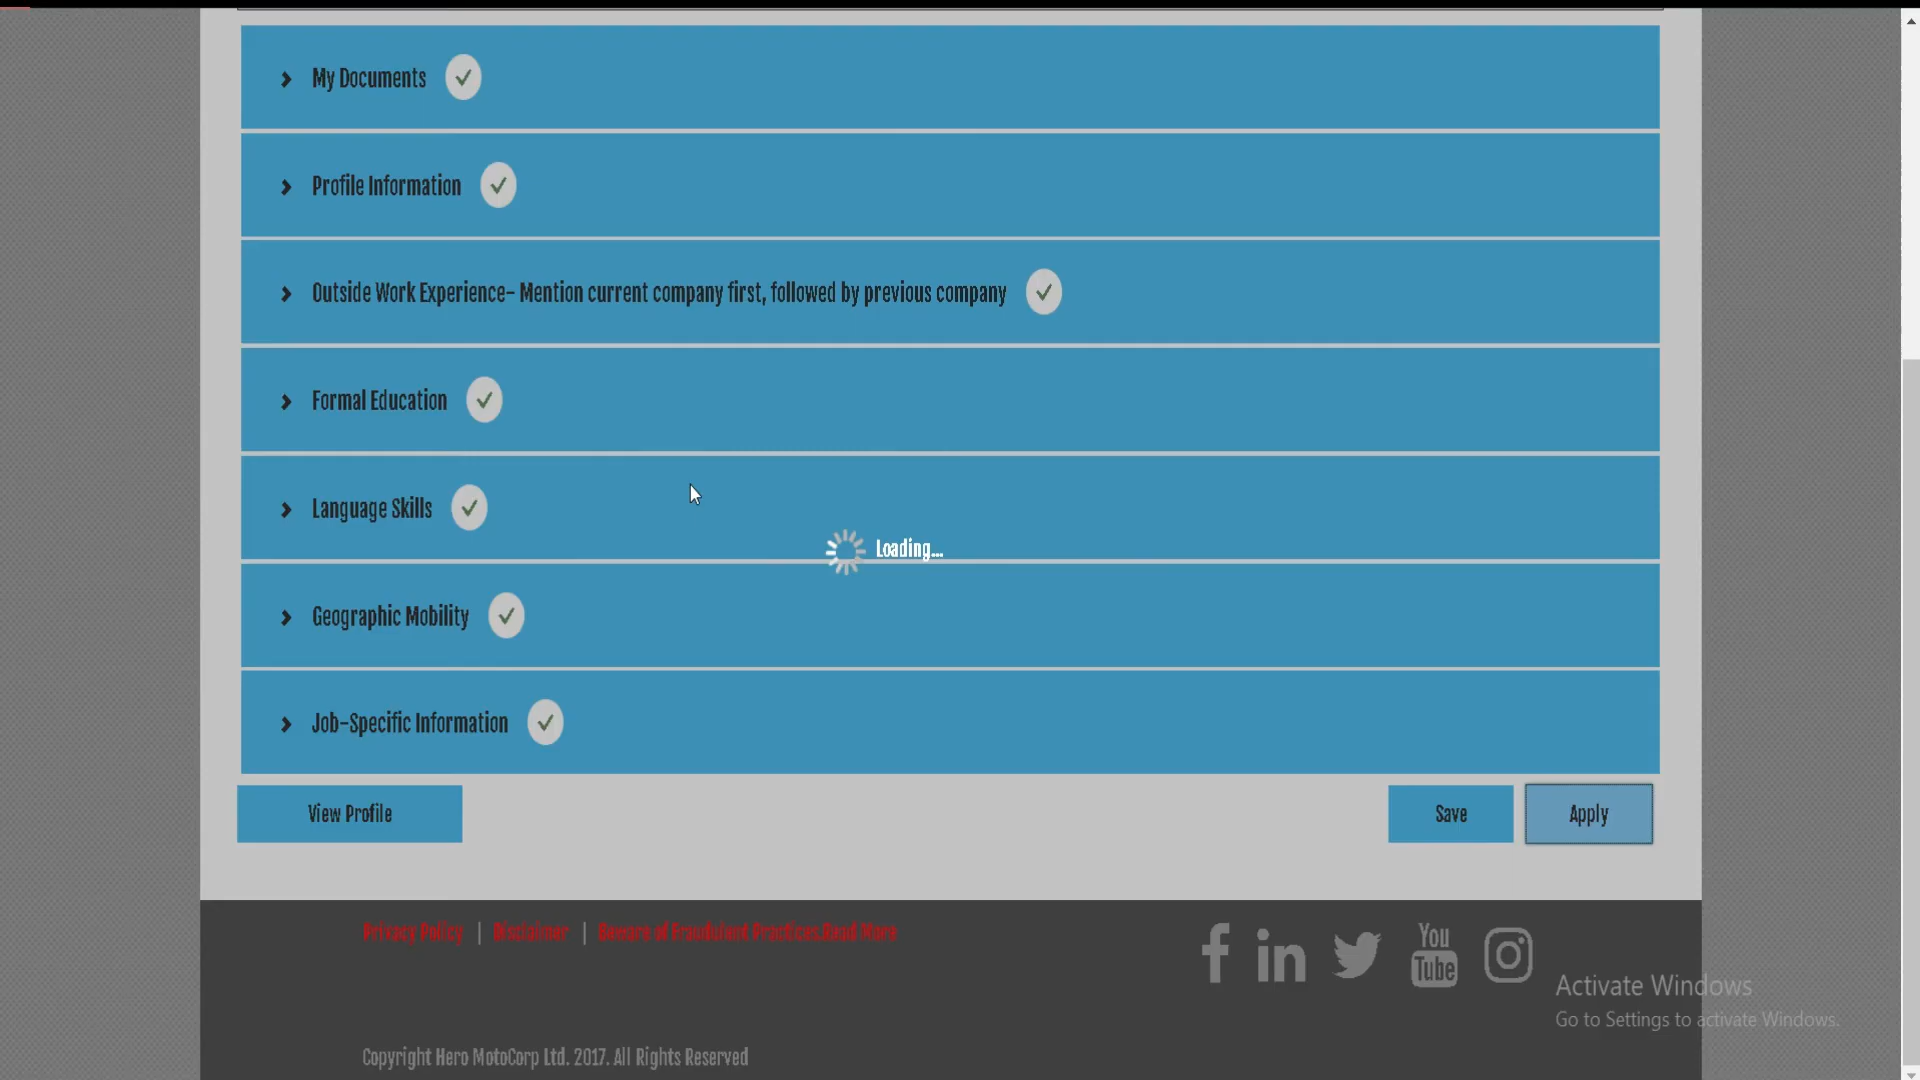 My Documents
Profile Information
Outside Work Experience- Mention current company first, followed by previous company
Formal Education
Language Skills
Loading...
Geographic Mobility
Job-Specific Information
View Profile
Save
Apply
Privacy Policy | Disclaimer | Beware of Fraudulent Practices.Read More
You
Tube
Activate Windows
Go to Settings to activate Windows.
Copyright Hero MotoCorp Ltd. 2017. All Rights Reserved